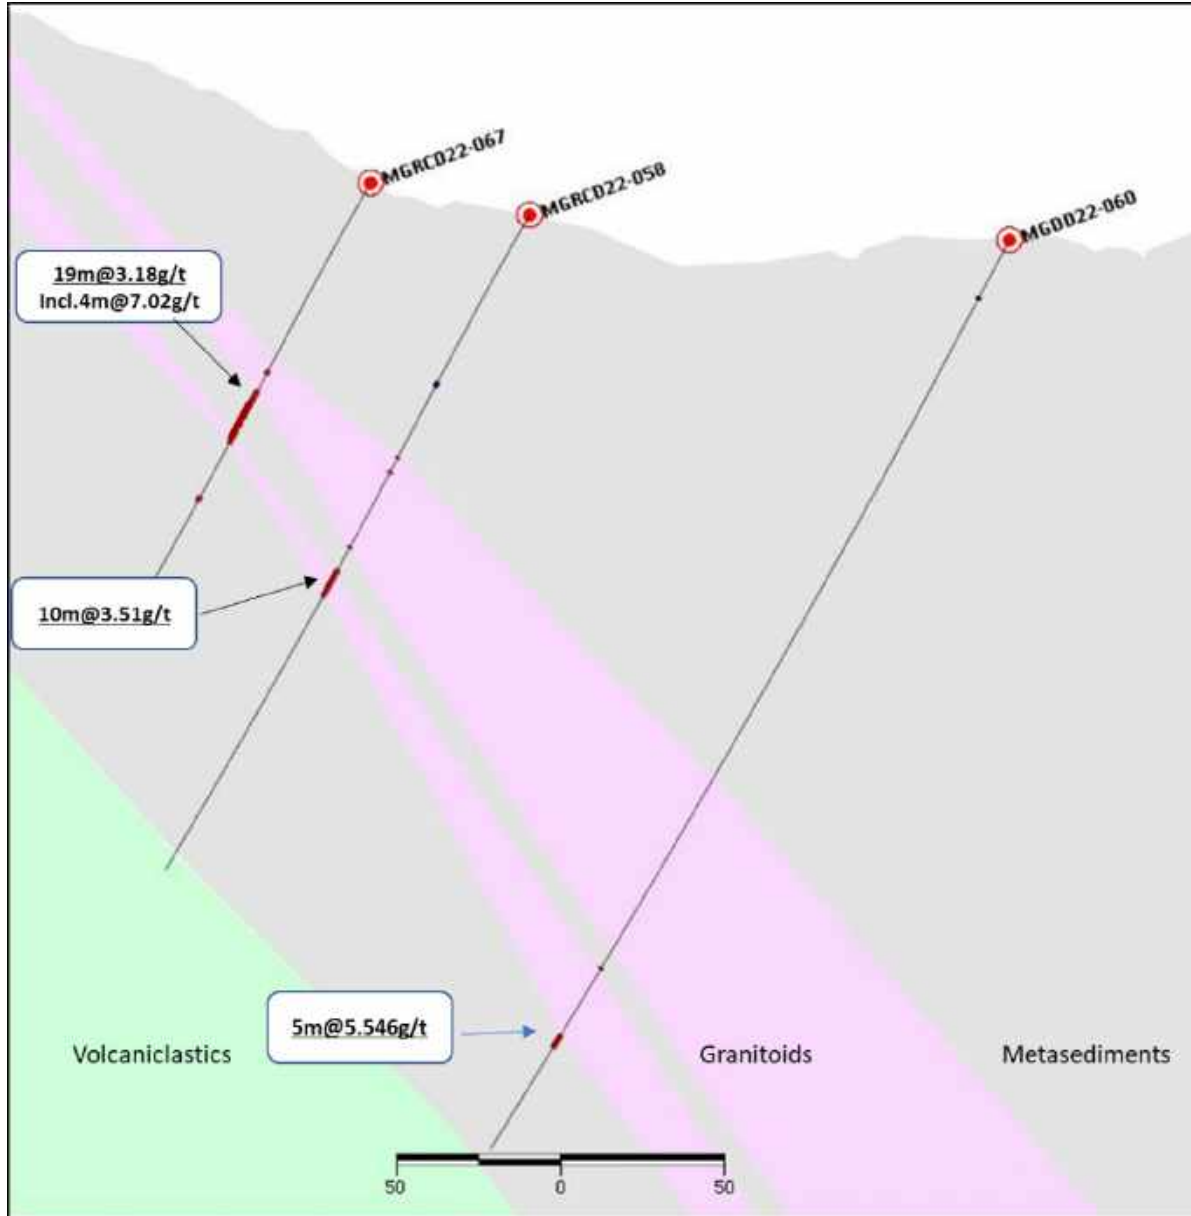 MGRCD22-067
MGRCD22-058
MGDD22-060
19m@3.18g/t
Incl.4m@7.02g/t
10m@3.51g/t
5m@5.546g/t
Volcaniclastics
Granitoids
Metasediments
50 0 50